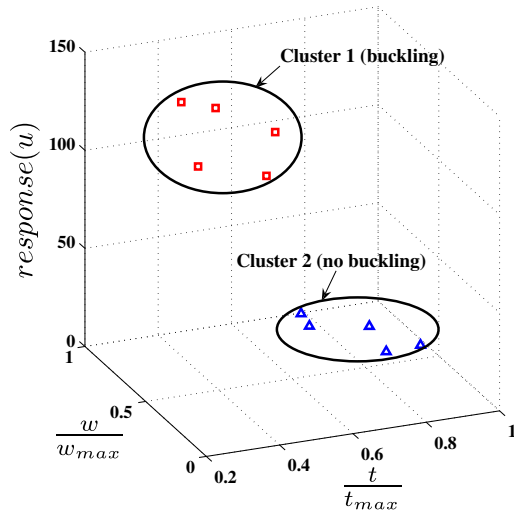 150
Cluster 1 (buckling)
100
response(u)
50
Cluster 2 (no buckling)
0
1
0.5
w
w_max
0
0.2
0.4
0.6
0.8
1
t
t_max